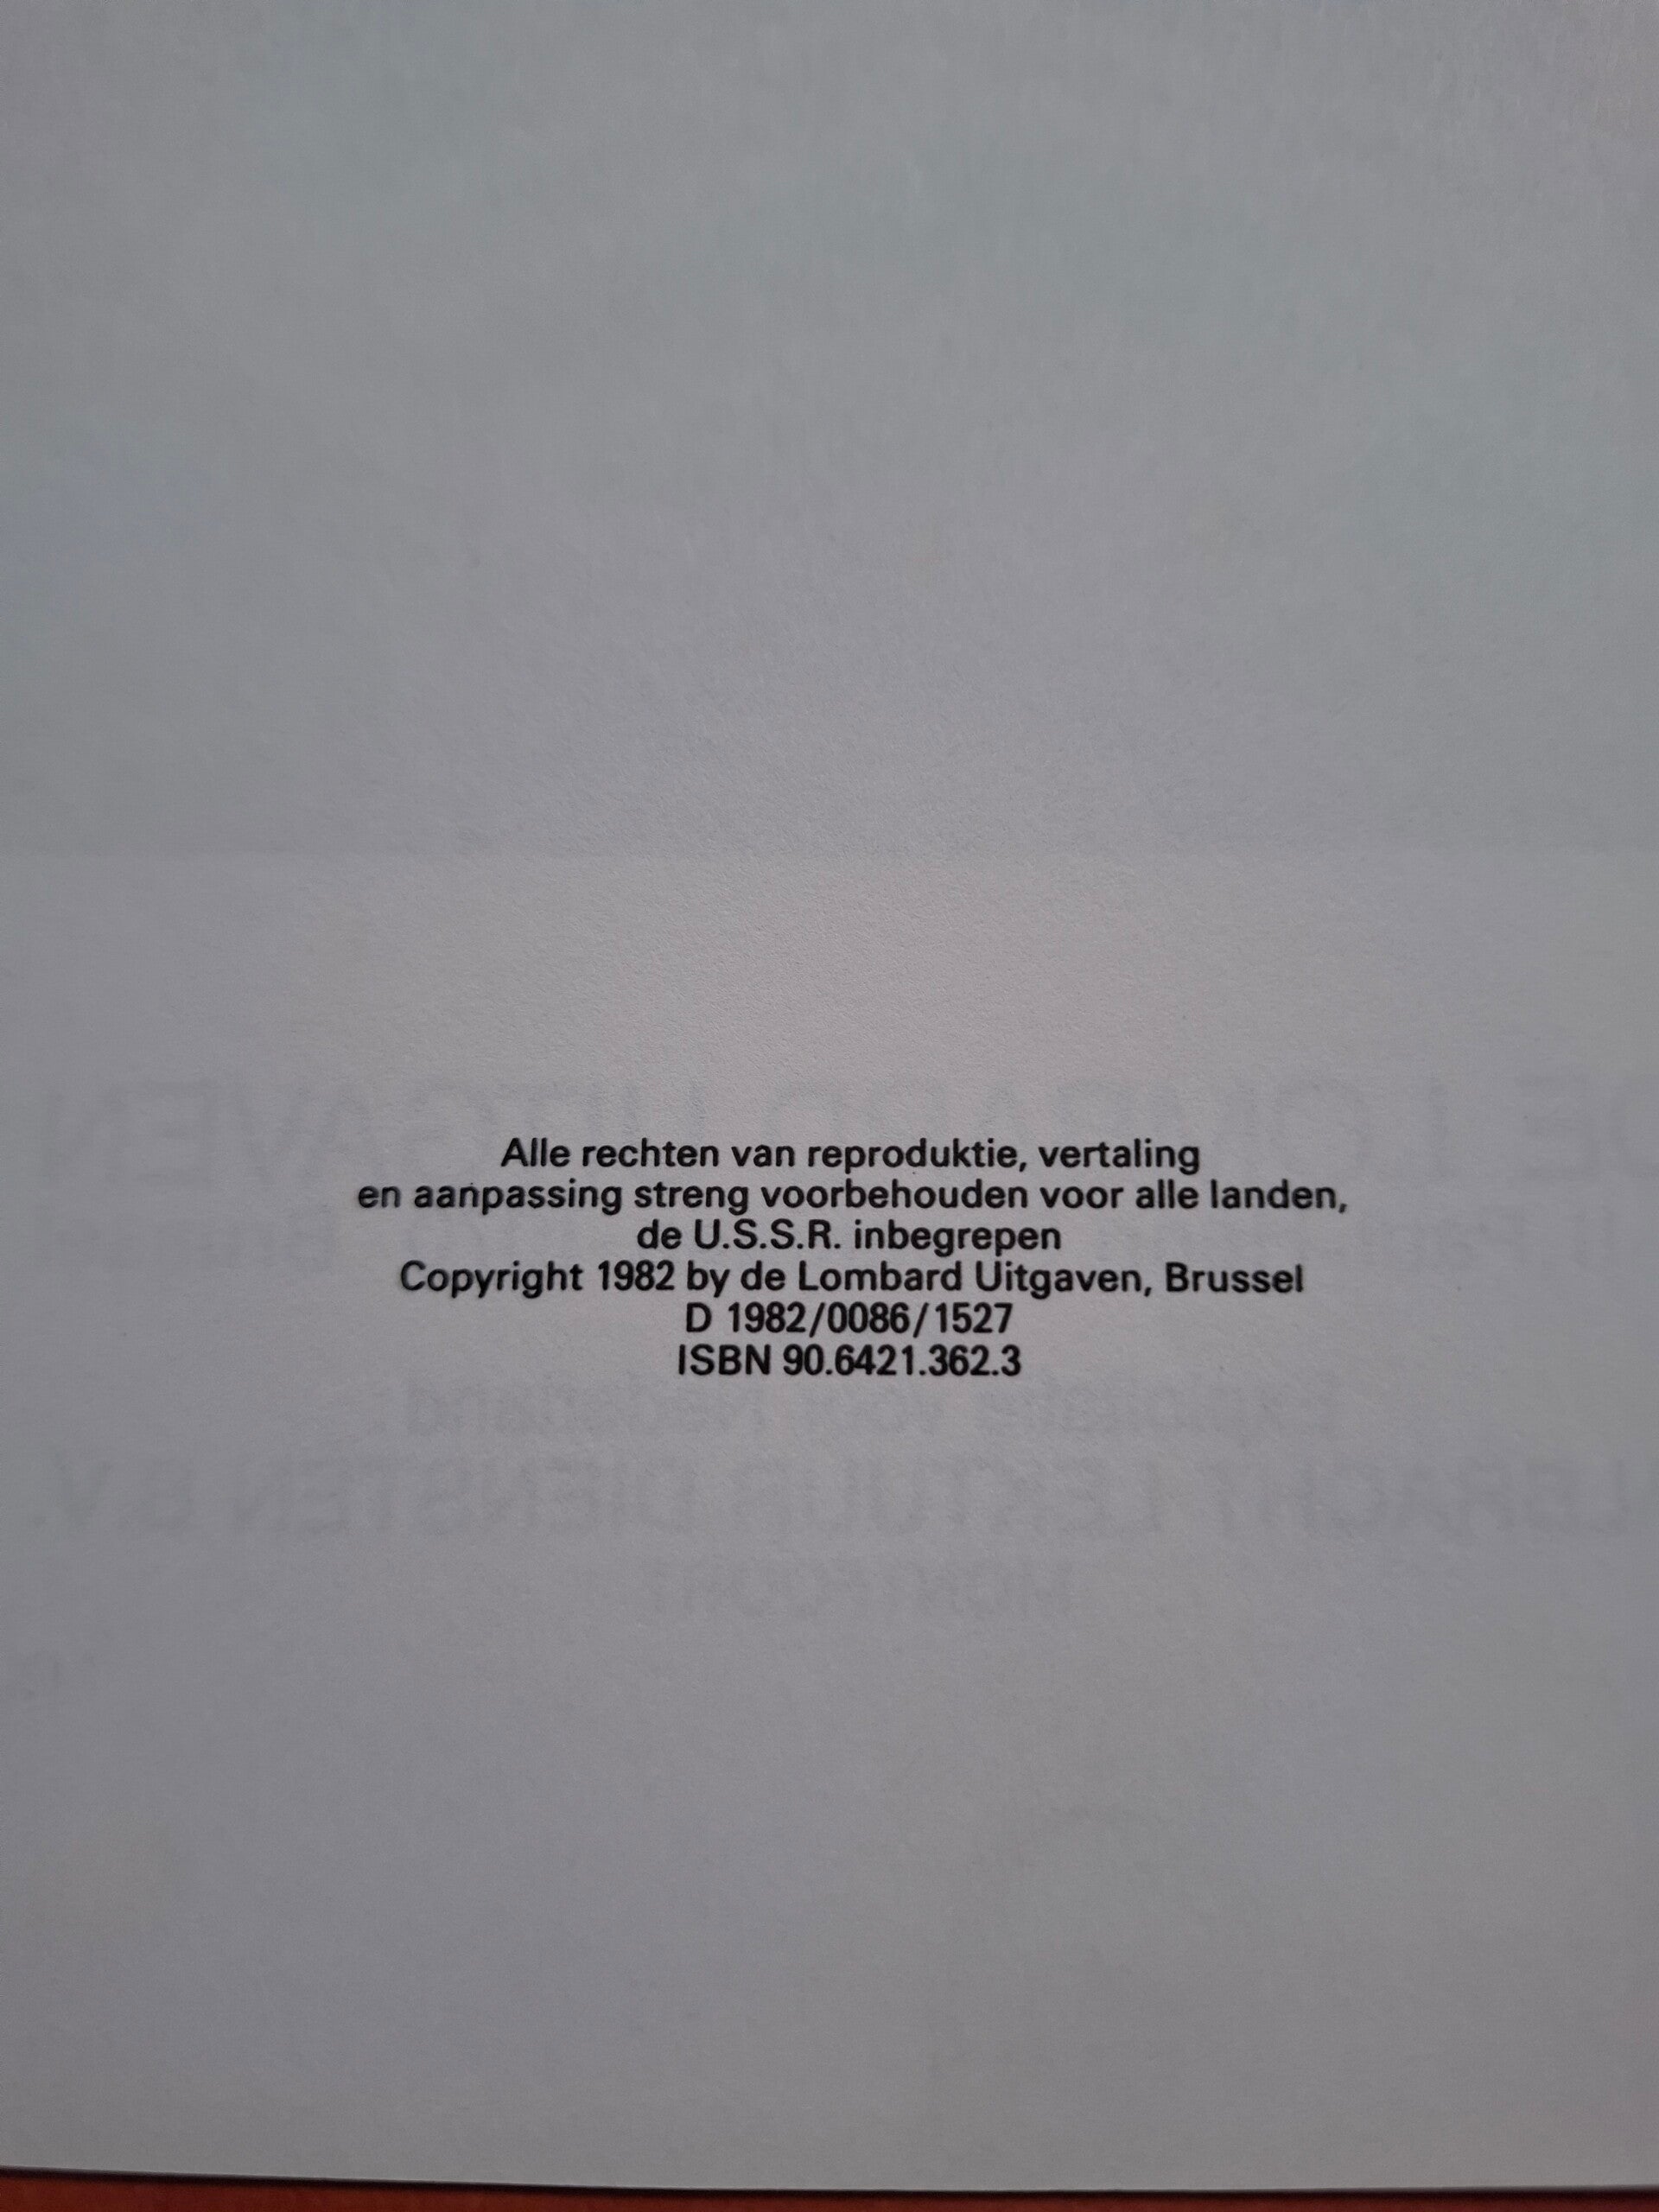 Alle rechten van reproduktie, vertaling
en aanpassing streng voorbehouden voor alle landen,
de U.S.S.R. inbegrepen
Copyright 1982 by de Lombard Uitgaven, Brussel
D 1982/0086/1527
ISBN 90.6421.362.3